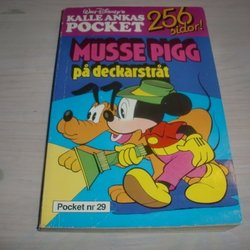 Walt Disney's
KALLE ANKAS
POCKET
256
sidor!
MUSSE PIGG
på deckarstråt
Pocket nr 29